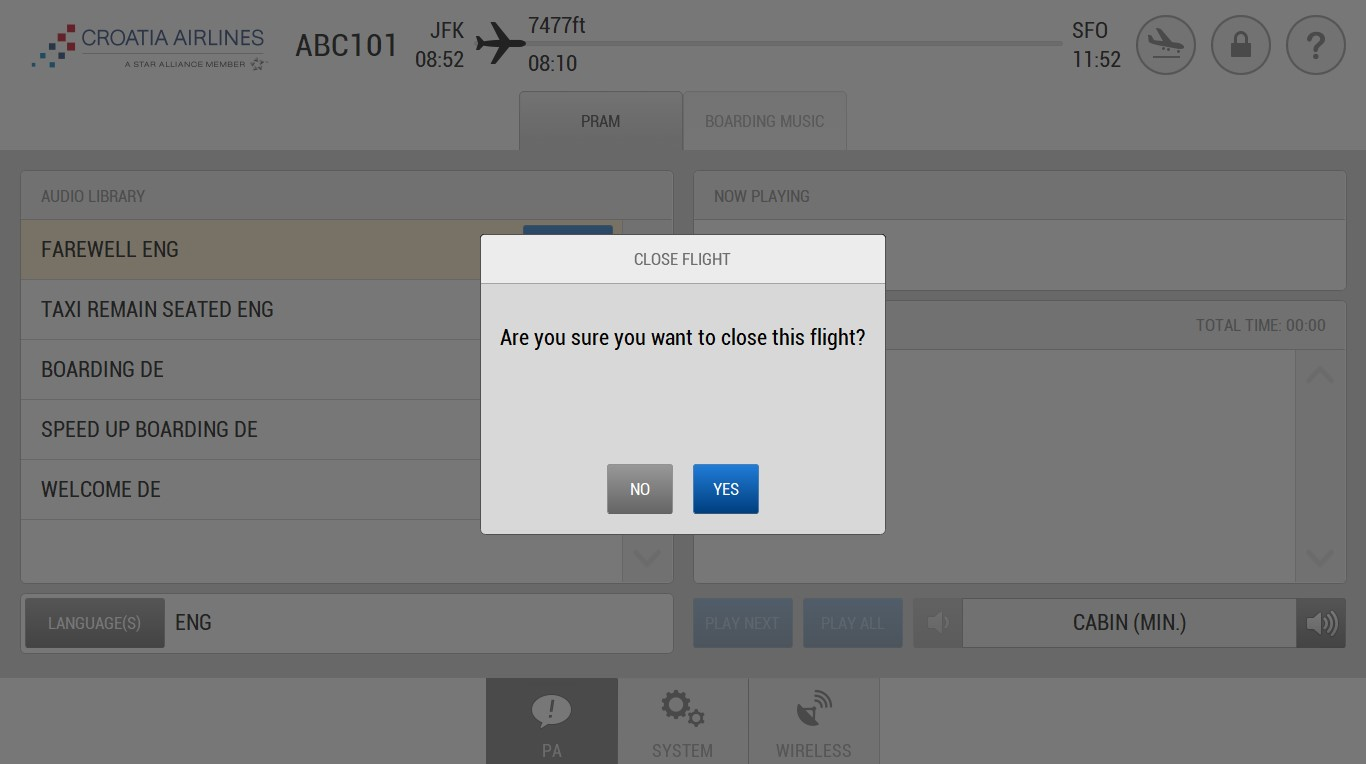 CROATIA AIRLINES
A STAR ALLIANCE MEMBER
ABC101
JFK
08:52
7477ft
08:10
SFO
11:52
?
PRAM
BOARDING MUSIC
AUDIO LIBRARY
NOW PLAYING
FAREWELL ENG
TAXI REMAIN SEATED ENG
BOARDING DE
SPEED UP BOARDING DE
WELCOME DE
TOTAL TIME: 00:00
CLOSE FLIGHT
Are you sure you want to close this flight?
NO
YES
LANGUAGE(S)
ENG
PLAY NEXT
PLAY ALL
CABIN (MIN.)
!
PA
SYSTEM
WIRELESS